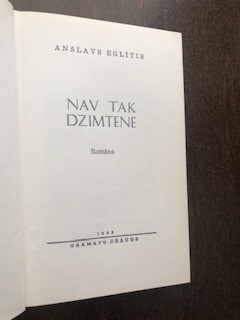 ANSLAVS EGLITIS
NAV TAK
DZIMTENE
Romāns
GRAMATU DRAUGS